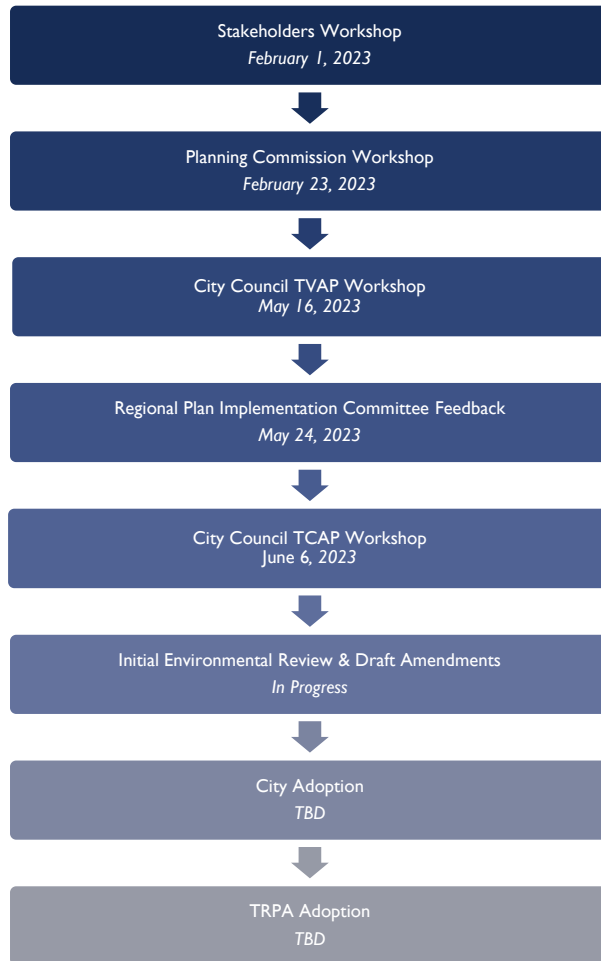 Stakeholders Workshop
February 1, 2023
Planning Commission Workshop
February 23, 2023
City Council TVAP Workshop
May 16, 2023
Regional Plan Implementation Committee Feedback
May 24, 2023
City Council TCAP Workshop
June 6, 2023
Initial Environmental Review & Draft Amendments
In Progress
City Adoption
TBD
TRPA Adoption
TBD